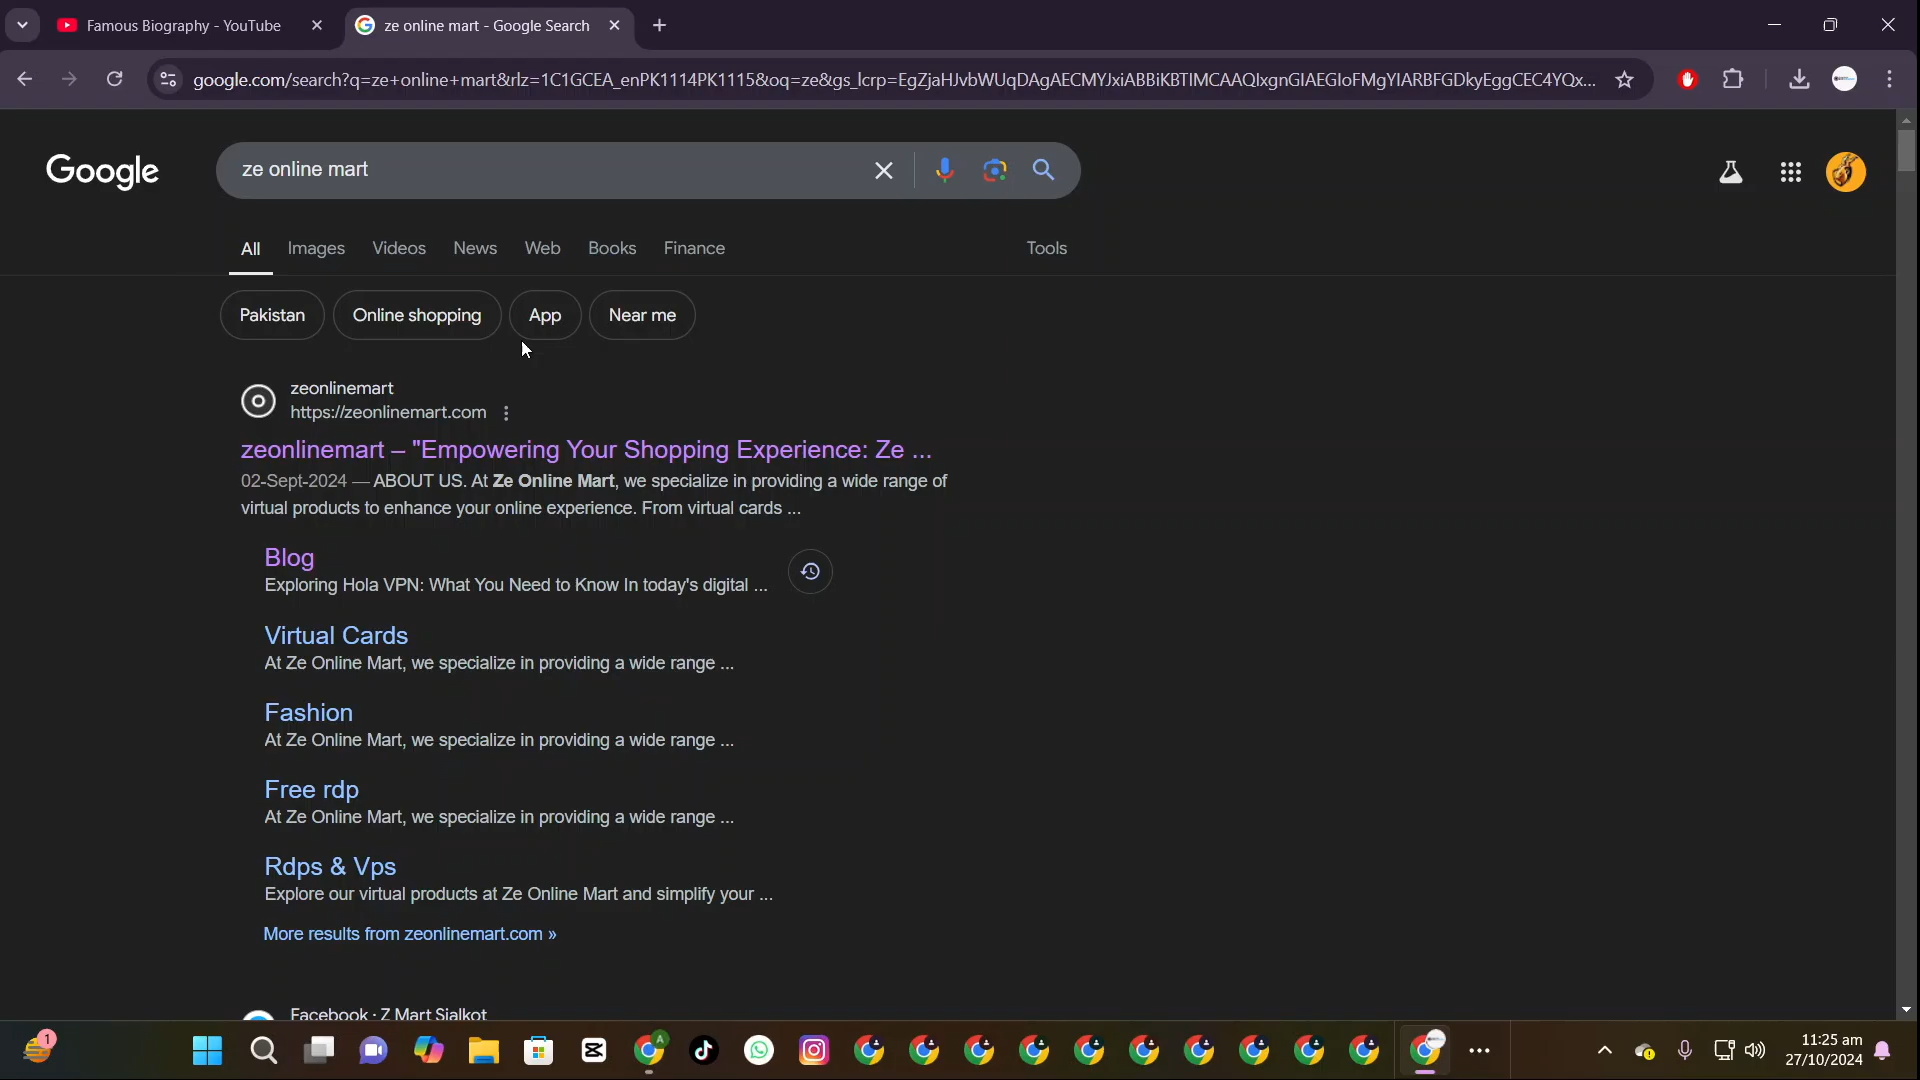 Famous Biography - YouTube
ze online mart - Google Search
google.com/search?q=ze+online+mart&rlz=1C1GCEA_enPK1114PK1115&oq=ze&gs_lcrp=EgZjaHJvbWUqDAgAECMYJxiABBiKBTIMCAAQIxgnGIAEGIoFMgYIARBFGDkyEggCEC4YQx...
Google
ze online mart
All Images Videos News Web Books Finance Tools
Pakistan Online shopping App Near me
zeonlinemart
https://zeonlinemart.com
zeonlinemart – "Empowering Your Shopping Experience: Ze ...
02-Sept-2024 — ABOUT US. At Ze Online Mart, we specialize in providing a wide range of
virtual products to enhance your online experience. From virtual cards ...
Blog
Exploring Hola VPN: What You Need to Know In today's digital ...
Virtual Cards
At Ze Online Mart, we specialize in providing a wide range ...
Fashion
At Ze Online Mart, we specialize in providing a wide range ...
Free rdp
At Ze Online Mart, we specialize in providing a wide range ...
Rdps & Vps
Explore our virtual products at Ze Online Mart and simplify your ...
More results from zeonlinemart.com »
Facebook · Z Mart Sialkot
1
A
11:25 am
27/10/2024